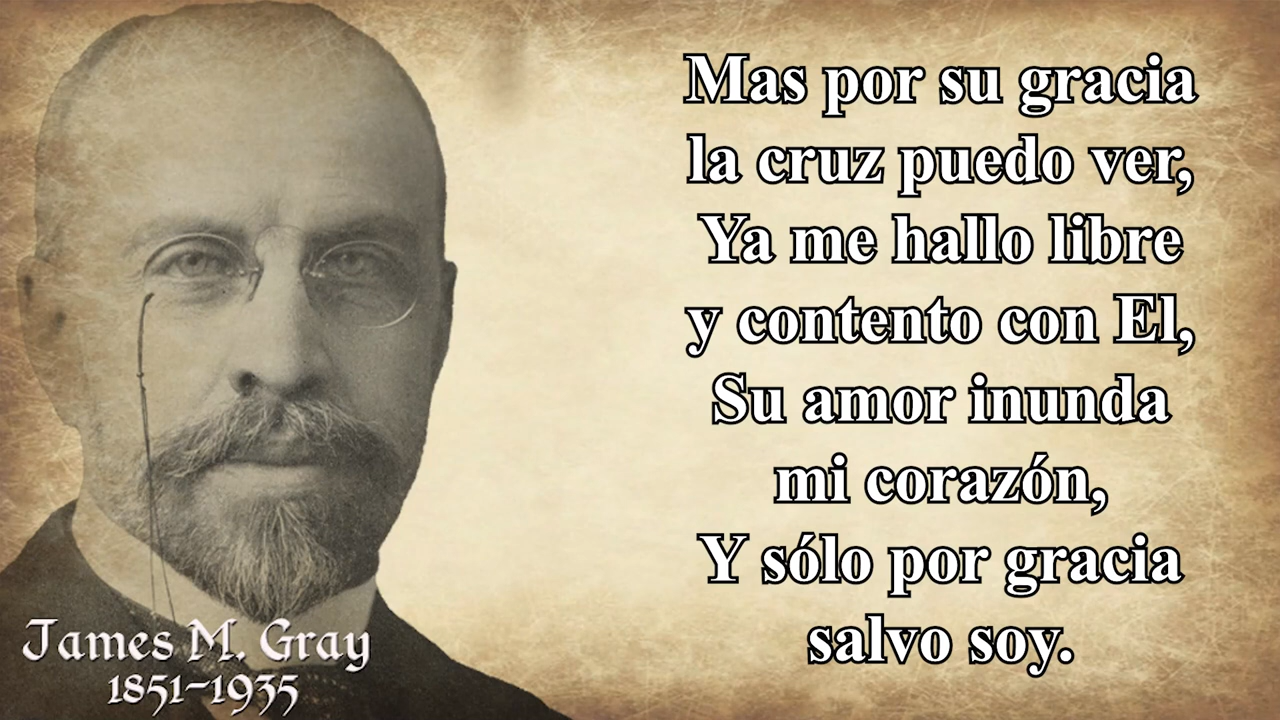 Mas por su gracia
la cruz puedo ver,
Ya me hallo libre
y contento con El,
Su amor inunda
mi corazón,
Y sólo por gracia
salvo soy.
James M. Gray
1851-1935